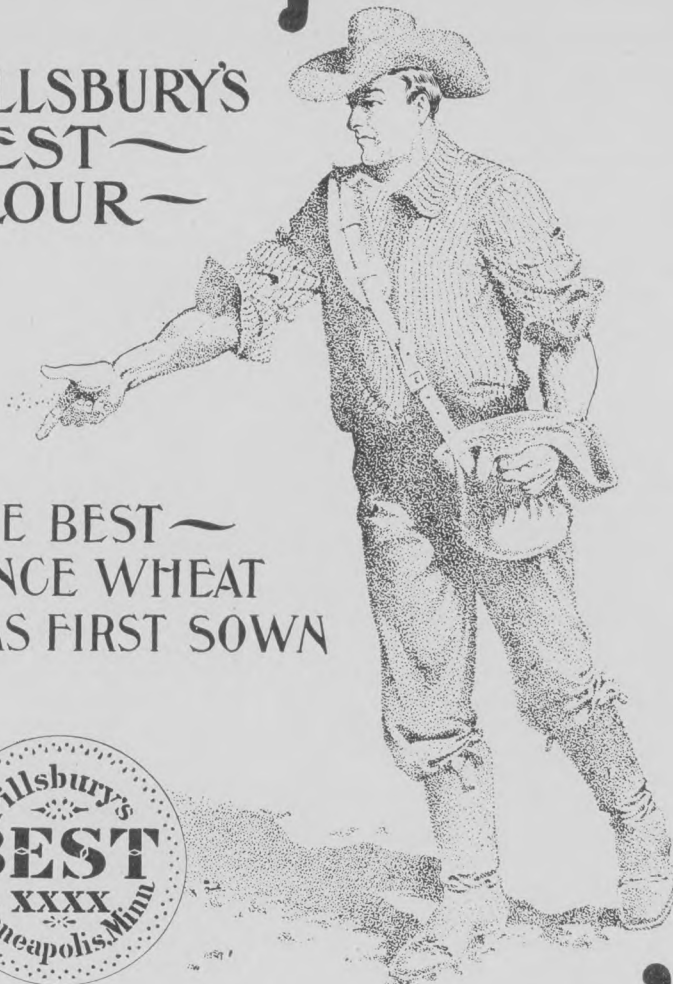 LLSBURY'S
EST
LOUR
E BEST
NCE WHEAT
AS FIRST SOWN
illsbury's
BEST
XXXX
neapolis, Minn